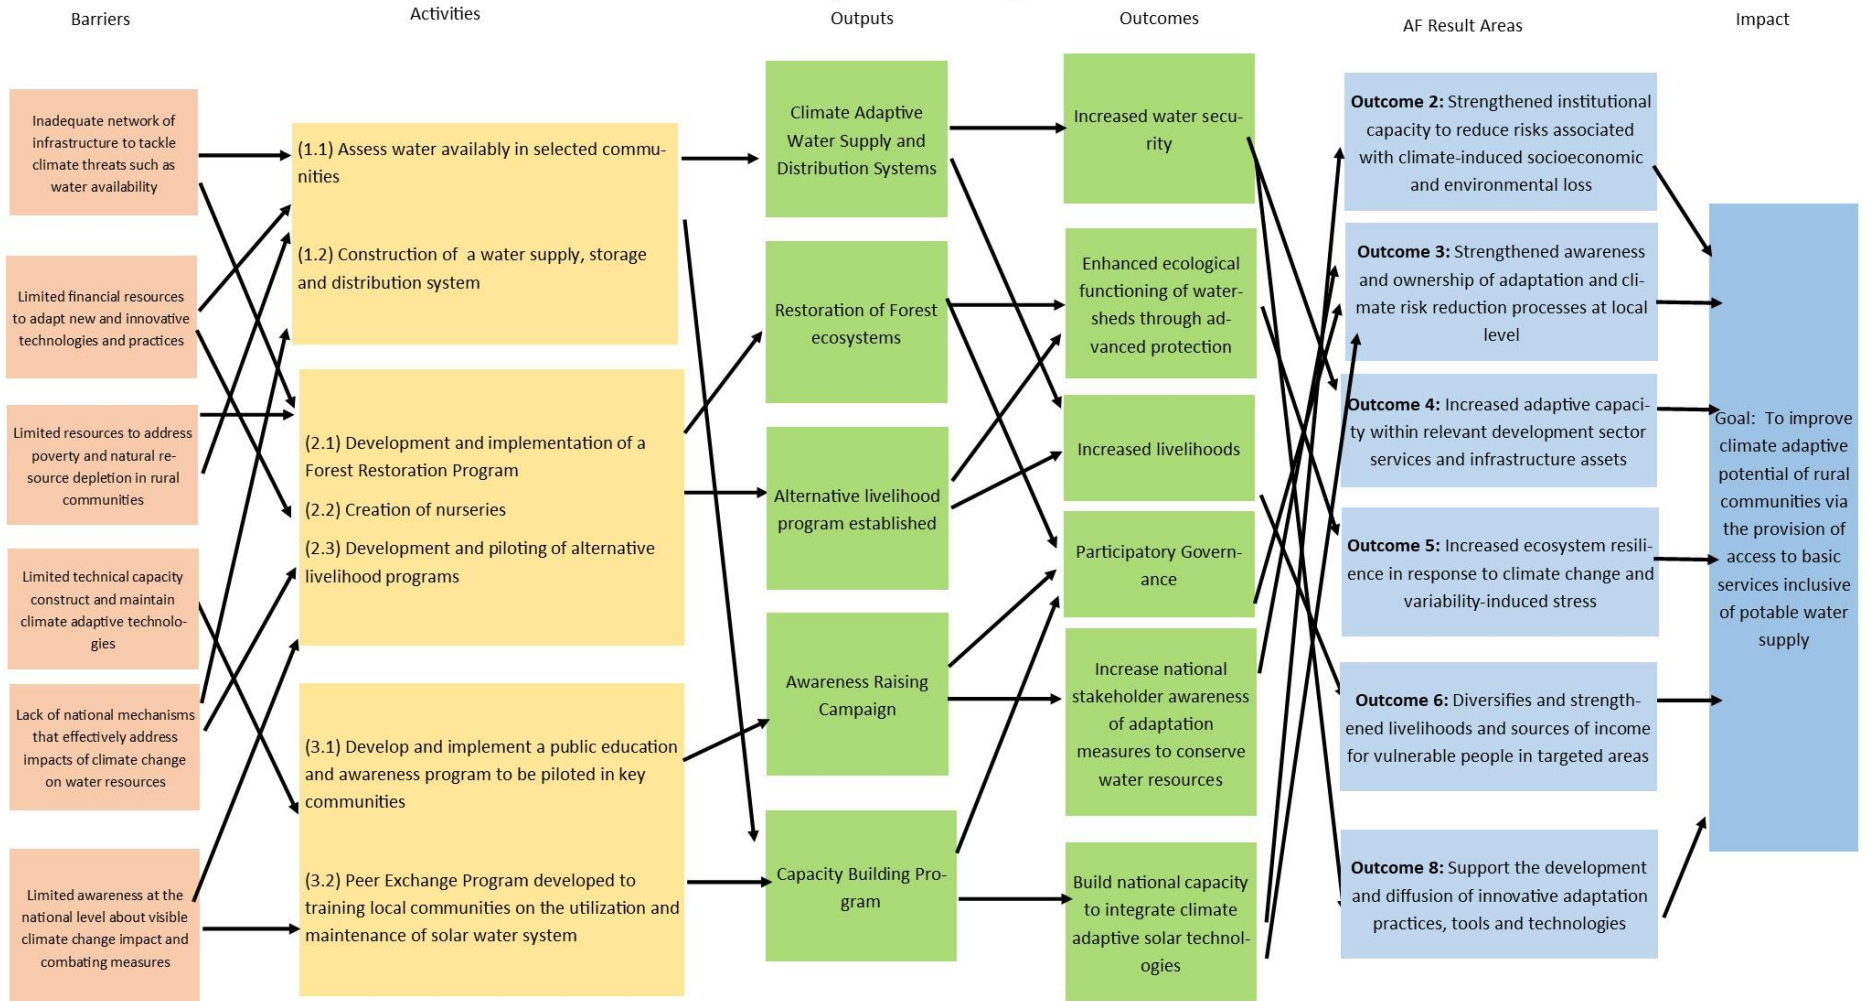 Barriers
Activities
Outputs
Outcomes
AF Result Areas
Impact
Inadequate network of
infrastructure to tackle
climate threats such as
water availability
Limited financial resources
to adapt new and innovative
technologies and practices
Limited resources to address
poverty and natural re-
source depletion in rural
communities
Limited technical capacity
construct and maintain
climate adaptive technolo-
gies
Lack of national mechanisms
that effectively address
impacts of climate change
on water resources
Limited awareness at the
national level about visible
climate change impact and
combating measures
(1.1) Assess water availably in selected commu-
nities
(1.2) Construction of a water supply, storage
and distribution system
(2.1) Development and implementation of a
Forest Restoration Program
(2.2) Creation of nurseries
(2.3) Development and piloting of alternative
livelihood programs
(3.1) Develop and implement a public education
and awareness program to be piloted in key
communities
(3.2) Peer Exchange Program developed to
training local communities on the utilization and
maintenance of solar water system
Climate Adaptive
Water Supply and
Distribution Systems
Restoration of Forest
ecosystems
Alternative livelihood
program established
Awareness Raising
Campaign
Capacity Building Pro-
gram
Increased water secu-
rity
Enhanced ecological
functioning of water-
sheds through ad-
vanced protection
Increased livelihoods
Participatory Govern-
ance
Increase national
stakeholder awareness
of adaptation
measures to conserve
water resources
Build national capacity
to integrate climate
adaptive solar technol-
ogies
Outcome 2: Strengthened institutional
capacity to reduce risks associated
with climate-induced socioeconomic
and environmental loss
Outcome 3: Strengthened awareness
and ownership of adaptation and cli-
mate risk reduction processes at local
level
Outcome 4: Increased adaptive capaci-
ty within relevant development sector
services and infrastructure assets
Outcome 5: Increased ecosystem resili-
ence in response to climate change and
variability-induced stress
Outcome 6: Diversifies and strength-
ened livelihoods and sources of income
for vulnerable people in targeted areas
Outcome 8: Support the development
and diffusion of innovative adaptation
practices, tools and technologies
Goal: To improve
climate adaptive
potential of rural
communities via
the provision of
access to basic
services inclusive
of potable water
supply